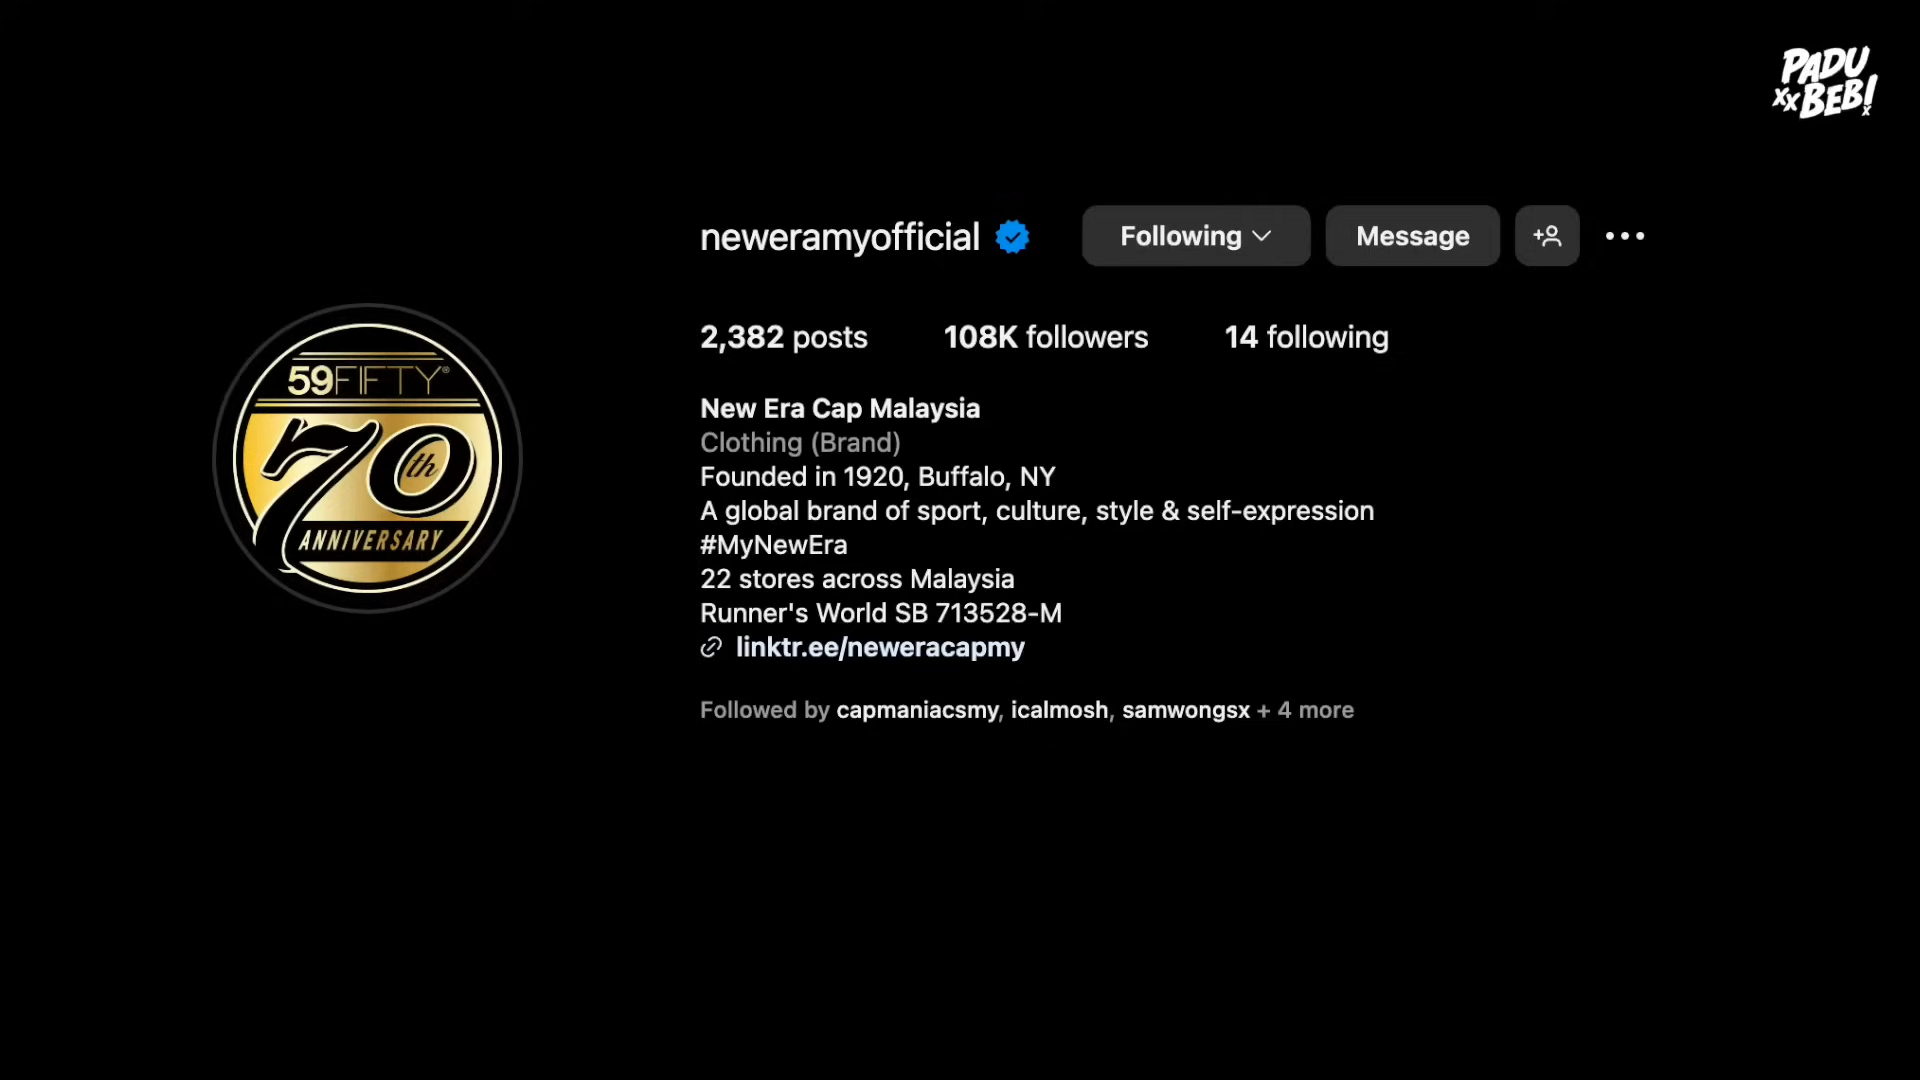 PADU
xx BEB! x
neweramyofficial
Following
Message
2,382 posts
108K followers
14 following
59FIFTY®
70th
ANNIVERSARY
New Era Cap Malaysia
Clothing (Brand)
Founded in 1920, Buffalo, NY
A global brand of sport, culture, style & self-expression
#MyNewEra
22 stores across Malaysia
Runner's World SB 713528-M
linktr.ee/neweracapmy
Followed by capmaniacsmy, icalmosh, samwongsx + 4 more